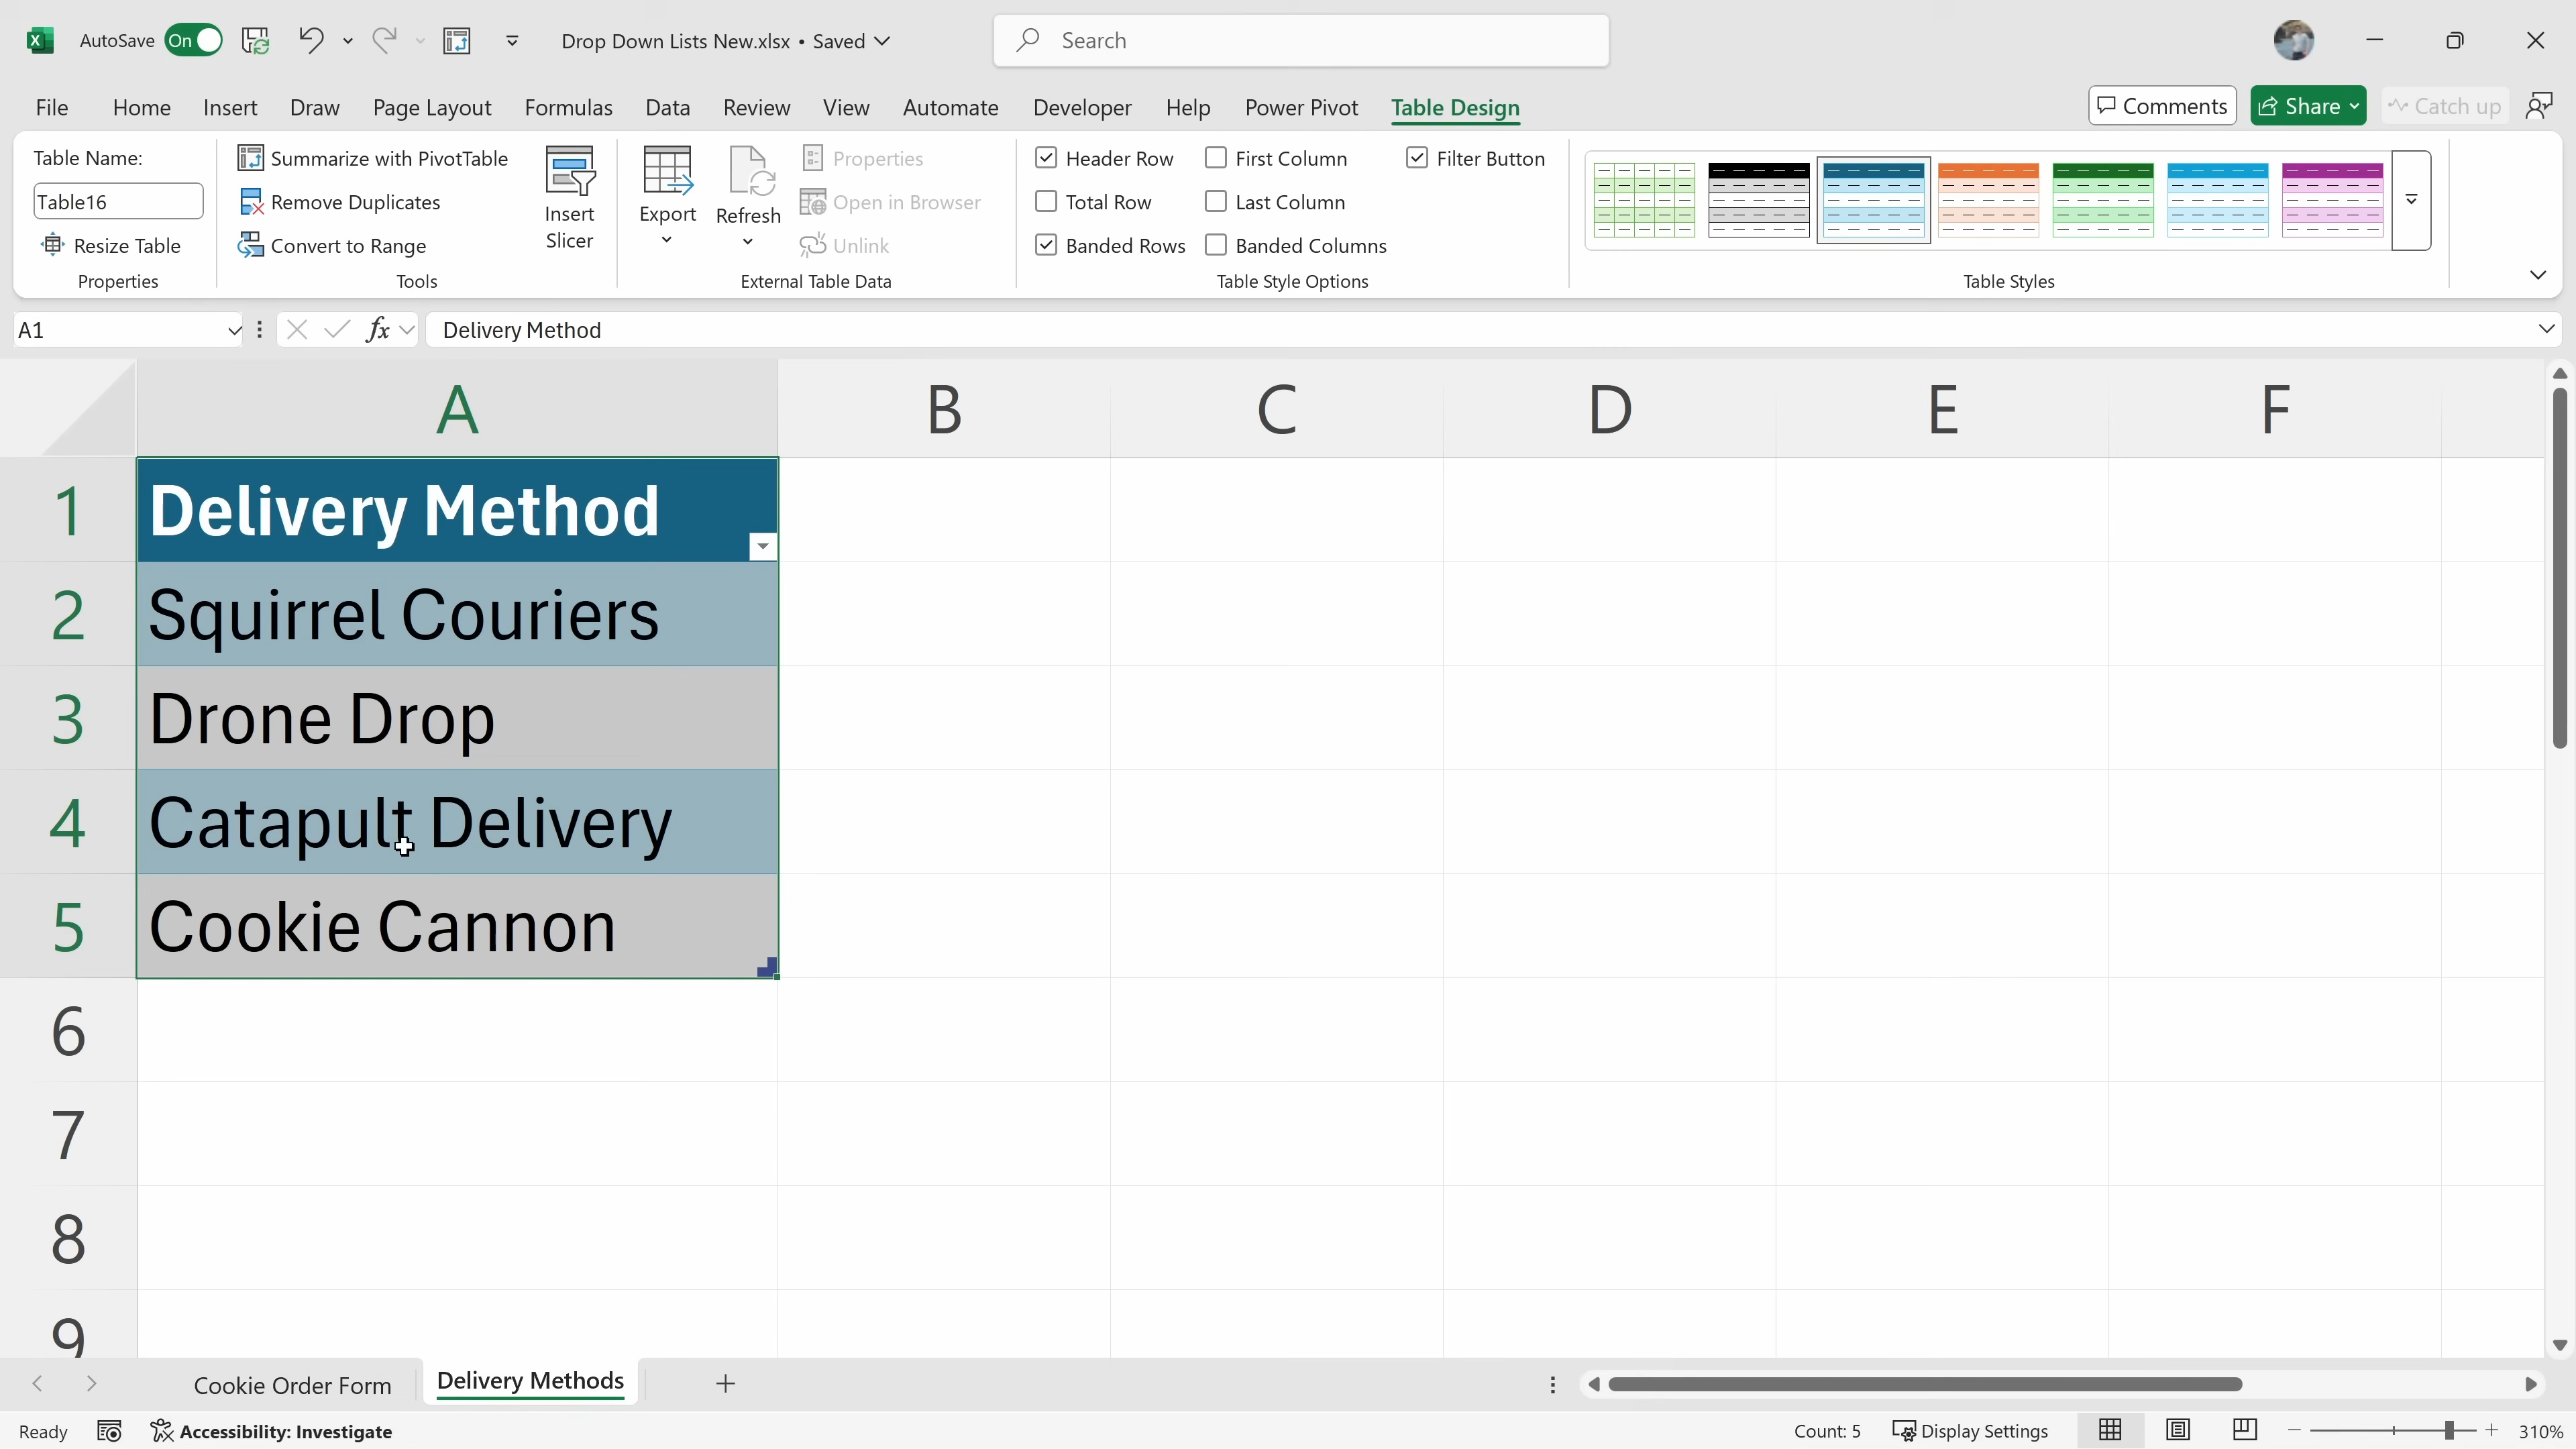 AutoSave On Drop Down Lists New.xlsx • Saved Search
File Home Insert Draw Page Layout Formulas Data Review View Automate Developer Help Power Pivot Table Design Comments Share Catch up
Table Name:
Table16
Resize Table
Properties
Summarize with PivotTable
Remove Duplicates
Convert to Range
Insert
Slicer
Tools
Export
Refresh
Properties
Open in Browser
Unlink
External Table Data
Header Row
Total Row
Banded Rows
First Column
Last Column
Banded Columns
Filter Button
Table Style Options
Table Styles
A1 fx Delivery Method
A B C D E F
1 Delivery Method
2 Squirrel Couriers
3 Drone Drop
4 Catapult Delivery
5 Cookie Cannon
6
7
8
9
Cookie Order Form Delivery Methods
Ready Accessibility: Investigate Count: 5 Display Settings 310%